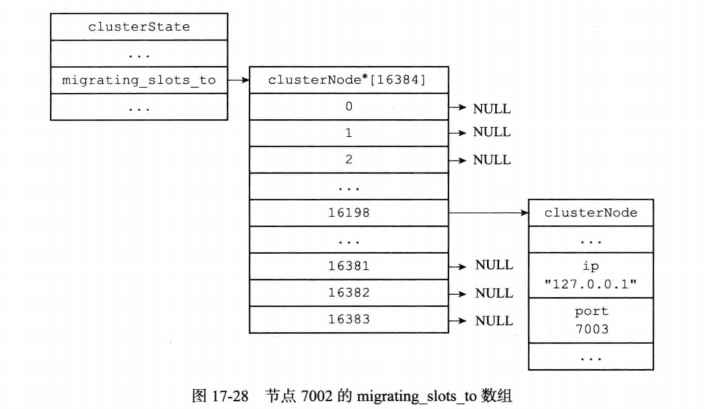 clusterState
...
migrating_slots_to
...
clusterNode*[16384]
0
NULL
1
NULL
2
NULL
...
16198
...
16381
NULL
16382
NULL
16383
NULL
clusterNode
...
ip
"127.0.0.1"
port
7003
...
图 17-28 节点 7002 的 migrating_slots_to 数组